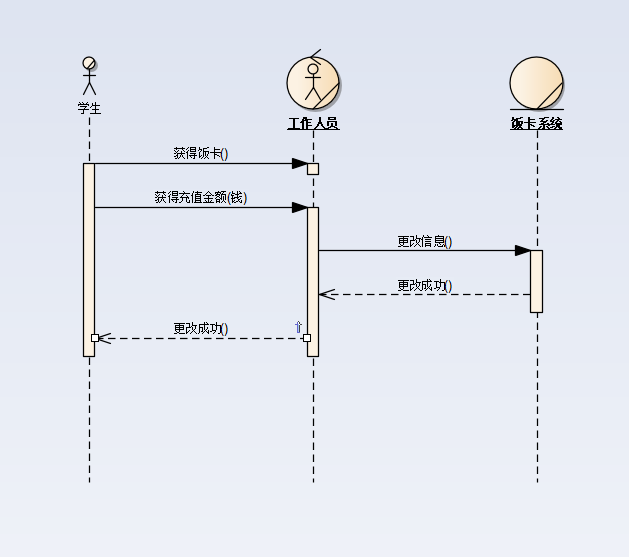 学生
工作人员
饭卡系统
获得饭卡()
获得充值金额(钱)
更改信息()
更改成功()
更改成功()